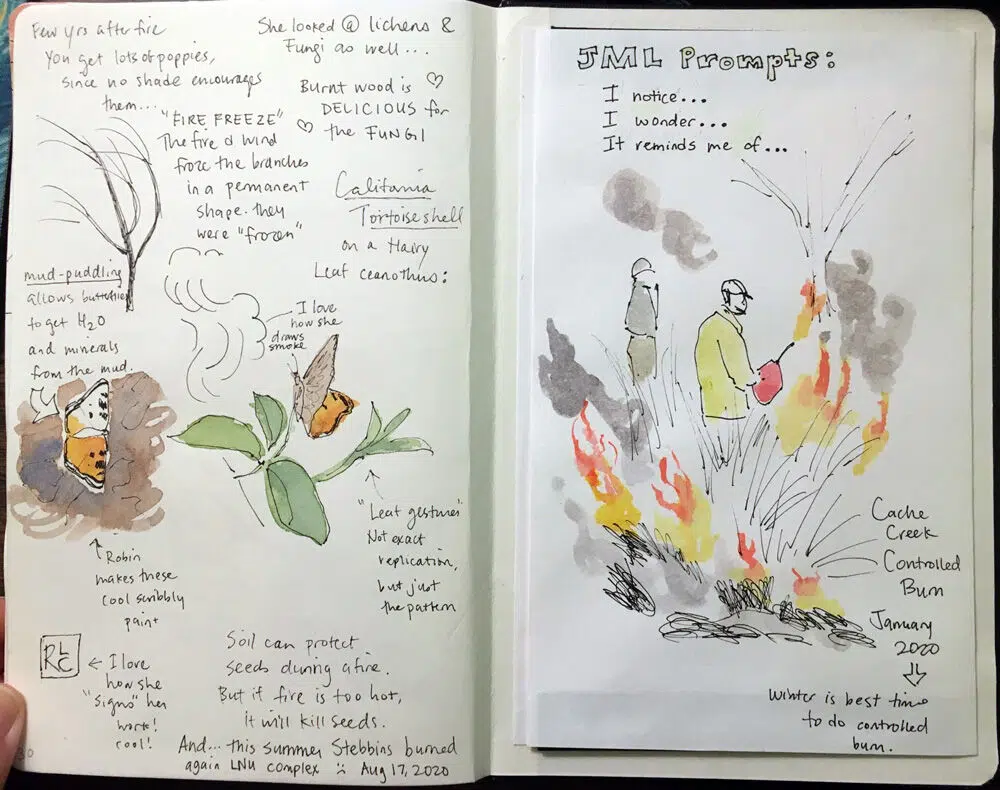 Few yrs after fire
You get lots of poppies,
since no shade encourages
them...
"FIRE FREEZE"
The fire & wind
froze the branches
in a permanent
shape. They
were "frozen"
She looked @ lichens &
Fungi as well...
Burnt wood is
DELICIOUS for
the FUNGI
California
Tortoiseshell
on a Hairy
Leaf ceanothus:
mud-puddling
allows butterflies
to get H2O
and minerals
from the mud.
I love
how she
draws
smoke
Robin
makes these
cool scribbly
paint
"Leaf gestures"
Not exact
replication,
but just
the pattern
RLC
← I love
how she
"signs" her
work!
cool!
Soil can protect
seeds during a fire.
But if fire is too hot,
it will kill seeds.
And... this summer Stebbins burned
again LNU complex :( Aug 17, 2020
30
JML Prompts:
I notice...
I wonder...
It reminds me of...
Cache
Creek
Controlled
Burn
January
2020
Winter is best time
to do controlled
burn.